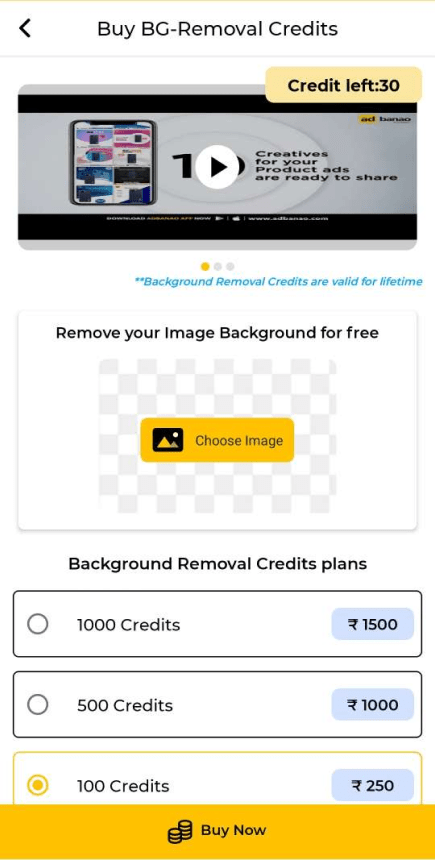 Buy BG-Removal Credits
Credit left:30
ad banao
Creatives
for your
Product ads
are ready to share
DOWNLOAD ADBANAO APP NOW
www.adbanao.com
**Background Removal Credits are valid for lifetime
Remove your Image Background for free
Choose Image
Background Removal Credits plans
1000 Credits ₹ 1500
500 Credits ₹ 1000
100 Credits ₹ 250
Buy Now